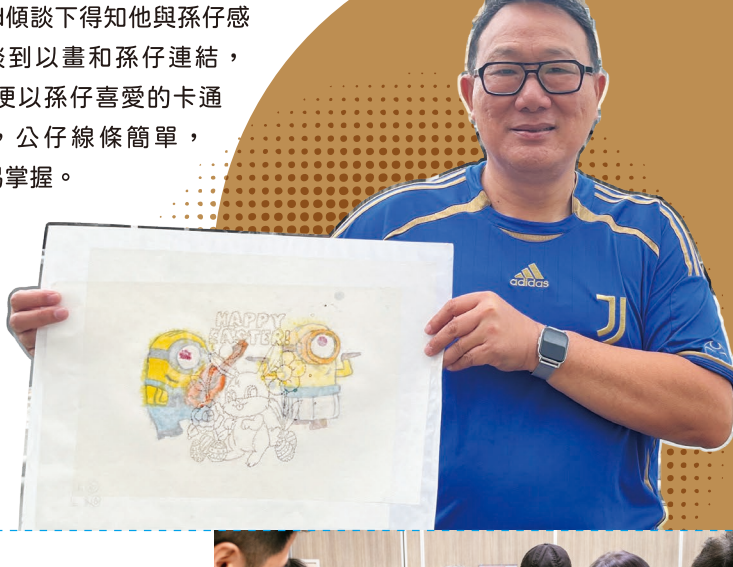 傾談下得知他與孫仔感
到以畫和孫仔連結，
便以孫仔喜愛的卡通
，公仔線條簡單，
掌握。
HAPPY
EASTER!
adidas